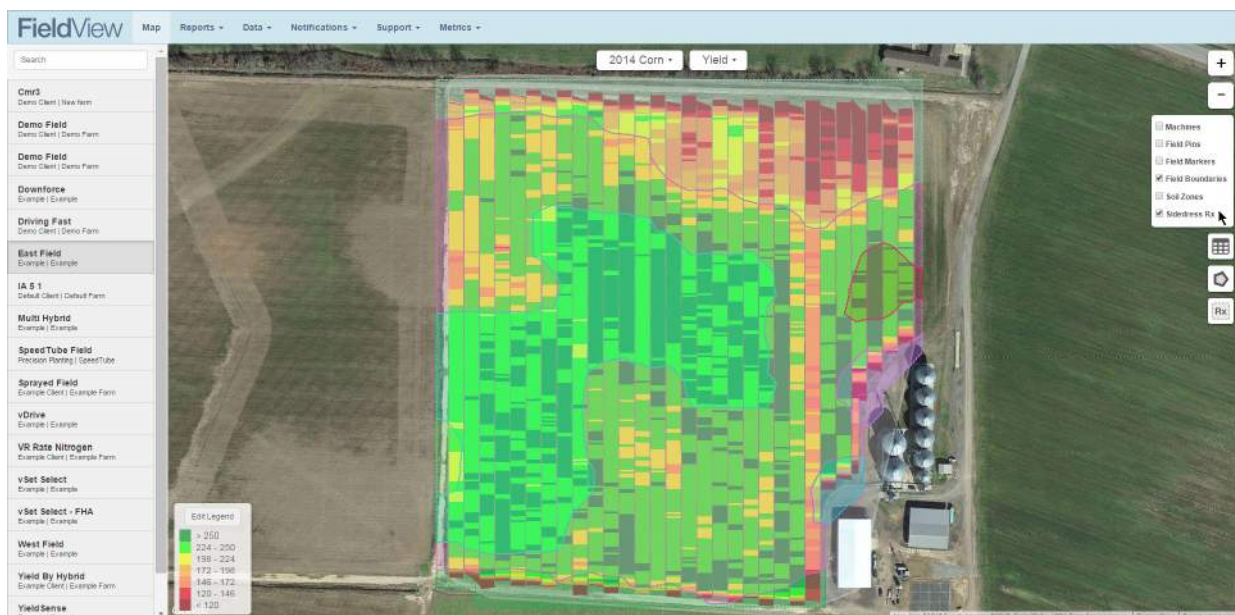 FieldView
Map
Reports
Data
Notifications
Support
Metrics
Search
Cmr3
Demo Client | New farm
Demo Field
Demo Client | Demo Farm
Demo Field
Demo Client | Demo Farm
Downforce
Example | Example
Driving Fast
Demo Client | Demo Farm
East Field
Example | Example
IA 5 1
Default Client | Default Farm
Multi Hybrid
Example | Example
SpeedTube Field
Precision Planting | SpeedTube
Sprayed Field
Example Client | Example Farm
vDrive
Example | Example
VR Rate Nitrogen
Example Client | Example Farm
vSet Select
Example | Example
vSet Select - FHA
Example | Example
West Field
Example | Example
Yield By Hybrid
Example Client | Example Farm
YieldSense
2014 Corn
Yield
+
-
Machines
Field Pins
Field Markers
Field Boundaries
Soil Zones
Sidedress Rx
Rx
Edit Legend
> 250
224 - 250
198 - 224
172 - 198
146 - 172
120 - 146
< 120